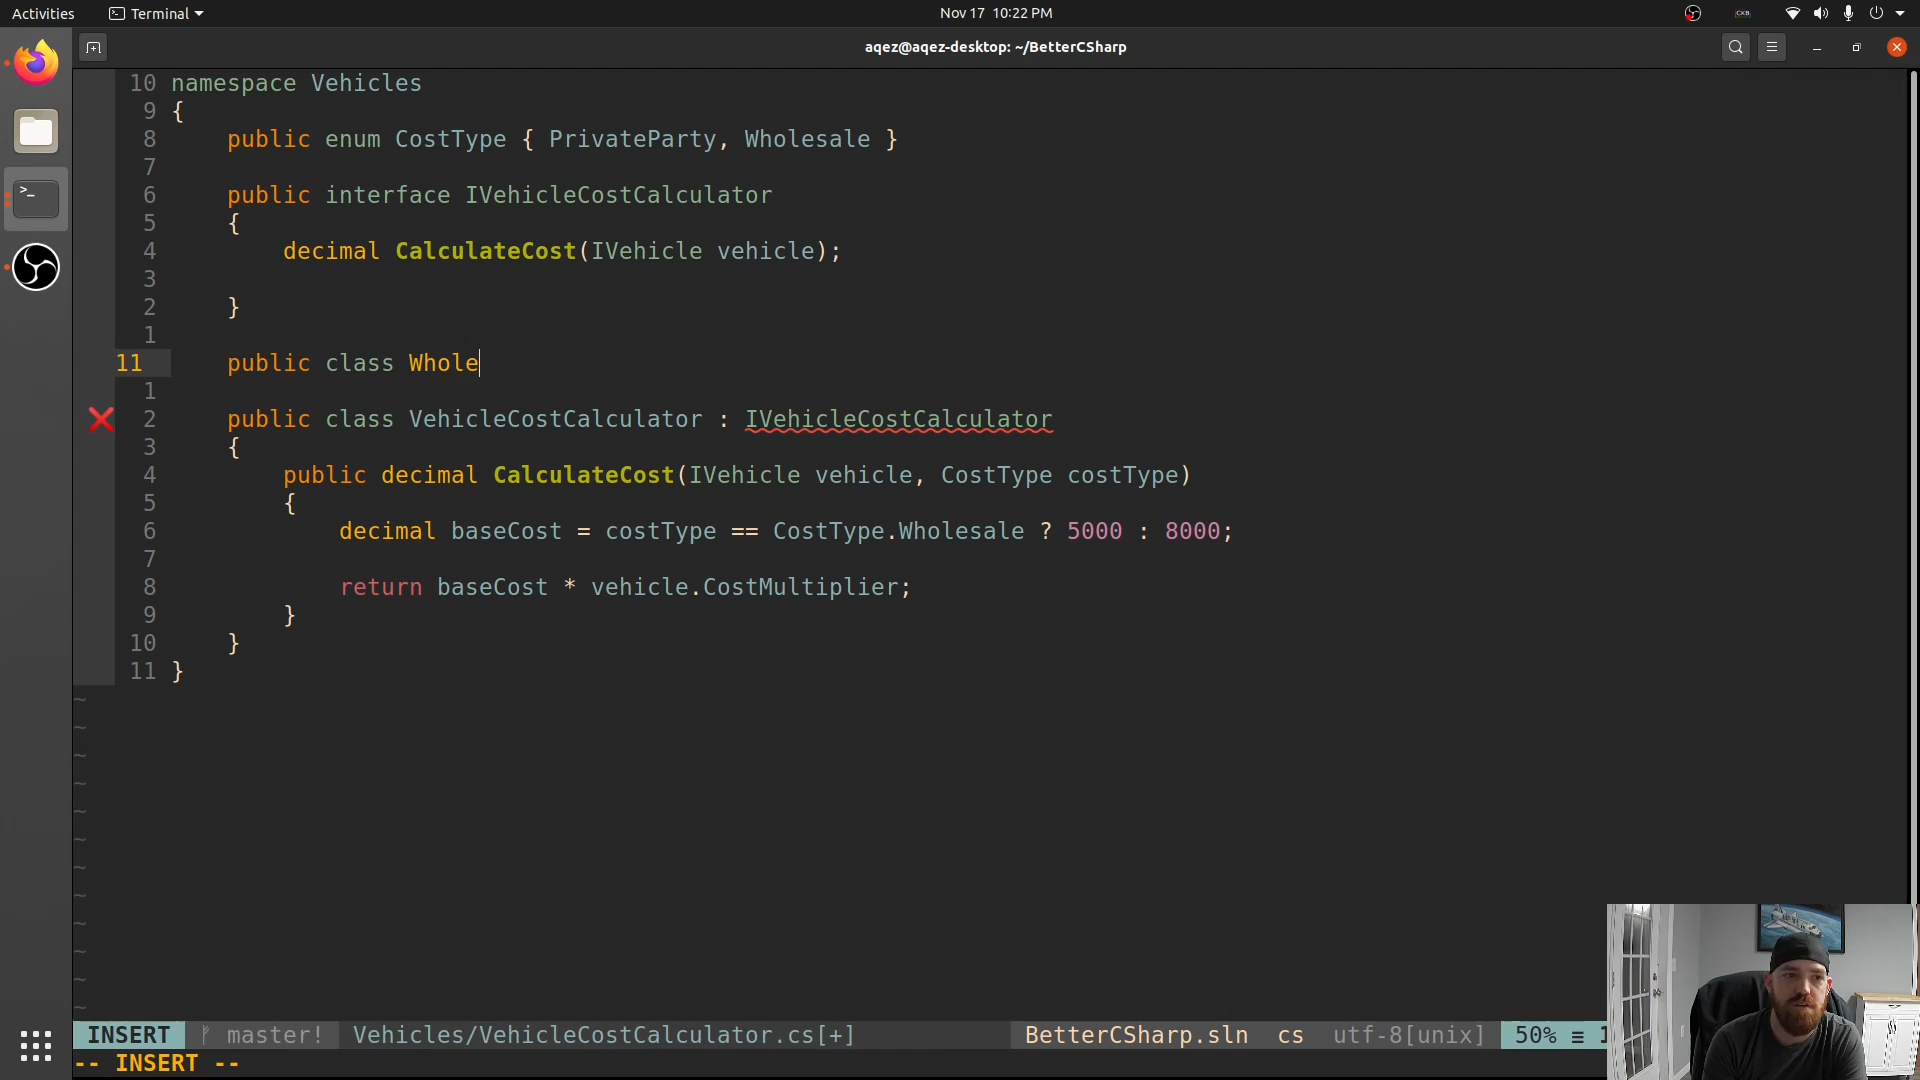 Activities
Terminal
Nov 17 10:22 PM
CKB
aqez@aqez-desktop: ~/BetterCSharp
10 namespace Vehicles
9 {
8 public enum CostType { PrivateParty, Wholesale }
7
6 public interface IVehicleCostCalculator
5 {
4 decimal CalculateCost(IVehicle vehicle);
3
2 }
1
11 public class Whole
1
2 public class VehicleCostCalculator : IVehicleCostCalculator
3 {
4 public decimal CalculateCost(IVehicle vehicle, CostType costType)
5 {
6 decimal baseCost = costType == CostType.Wholesale ? 5000 : 8000;
7
8 return baseCost * vehicle.CostMultiplier;
9 }
10 }
11 }
~
~
~
~
~
~
~
~
~
~
~
~
INSERT master! Vehicles/VehicleCostCalculator.cs[+] BetterCSharp.sln cs utf-8[unix] 50% ≡ 1
-- INSERT --